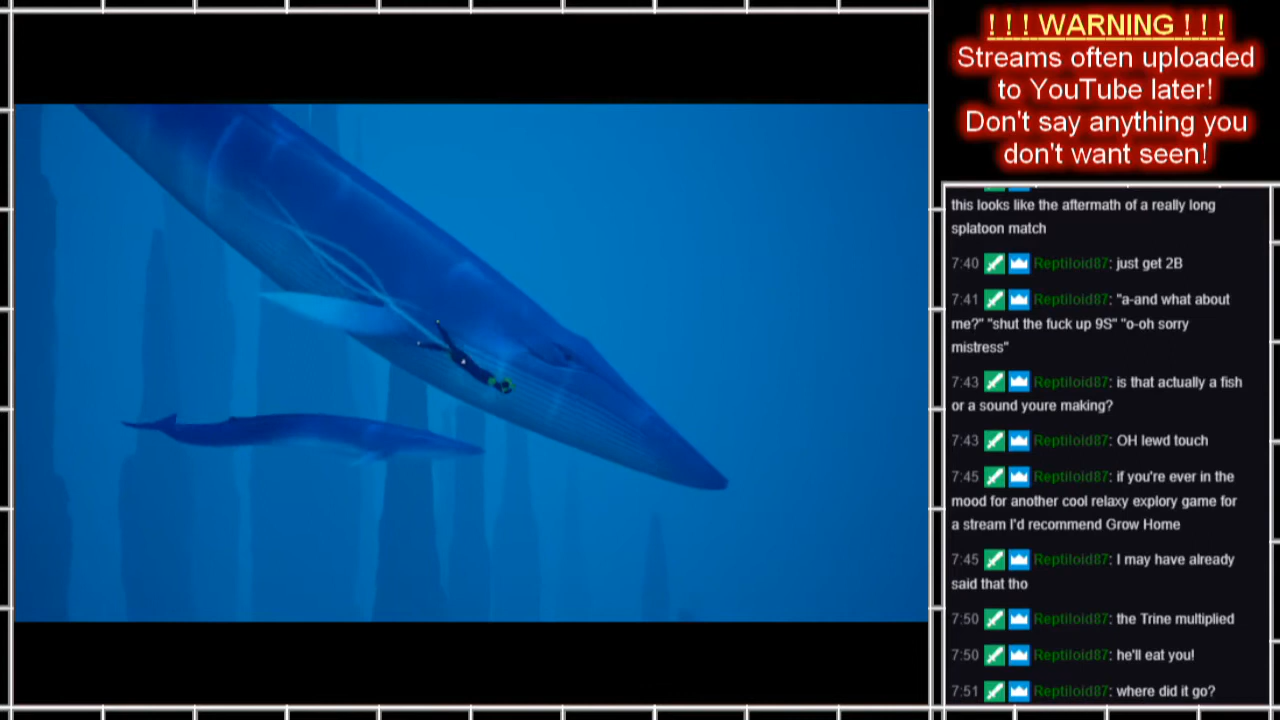 ! ! ! WARNING ! ! !
Streams often uploaded
to YouTube later!
Don't say anything you
don't want seen!
this looks like the aftermath of a really long
splatoon match
7:40 Reptiloid87: just get 2B
7:41 Reptiloid87: "a-and what about
me?" "shut the fuck up 9S" "o-oh sorry
mistress"
7:43 Reptiloid87: is that actually a fish
or a sound youre making?
7:43 Reptiloid87: OH lewd touch
7:45 Reptiloid87: if you're ever in the
mood for another cool relaxy explory game for
a stream I'd recommend Grow Home
7:45 Reptiloid87: I may have already
said that tho
7:50 Reptiloid87: the Trine multiplied
7:50 Reptiloid87: he'll eat you!
7:51 Reptiloid87: where did it go?